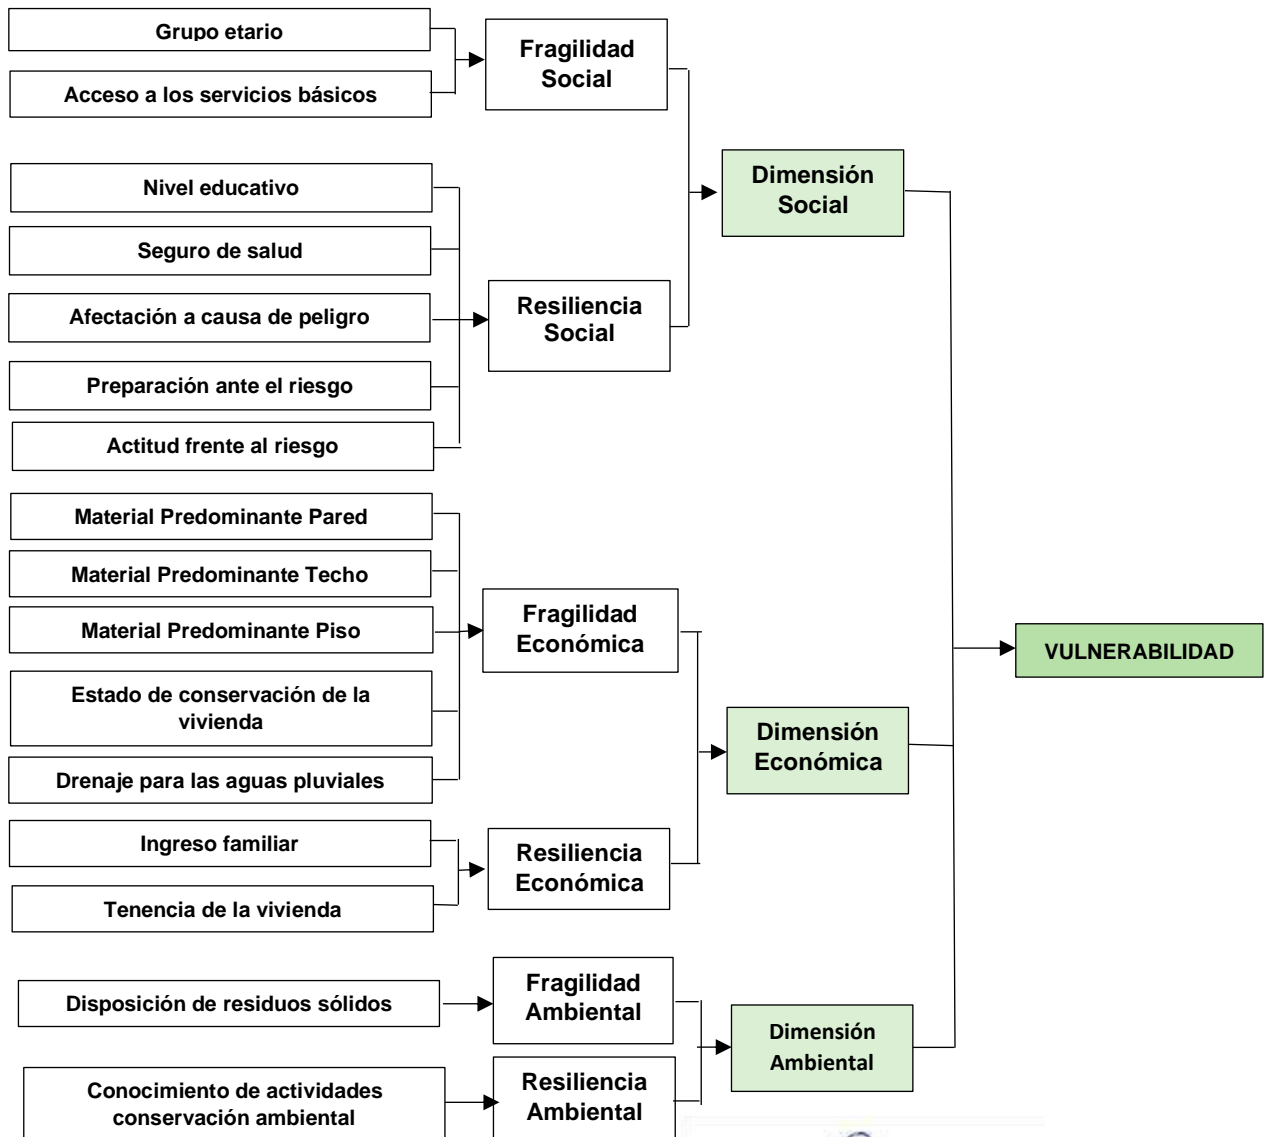 Grupo etario
Acceso a los servicios básicos
Fragilidad
Social
Nivel educativo
Seguro de salud
Afectación a causa de peligro
Preparación ante el riesgo
Actitud frente al riesgo
Resiliencia
Social
Dimensión
Social
Material Predominante Pared
Material Predominante Techo
Material Predominante Piso
Estado de conservación de la
vivienda
Drenaje para las aguas pluviales
Fragilidad
Económica
Ingreso familiar
Tenencia de la vivienda
Resiliencia
Económica
Dimensión
Económica
Disposición de residuos sólidos
Fragilidad
Ambiental
Conocimiento de actividades
conservación ambiental
Resiliencia
Ambiental
Dimensión
Ambiental
VULNERABILIDAD